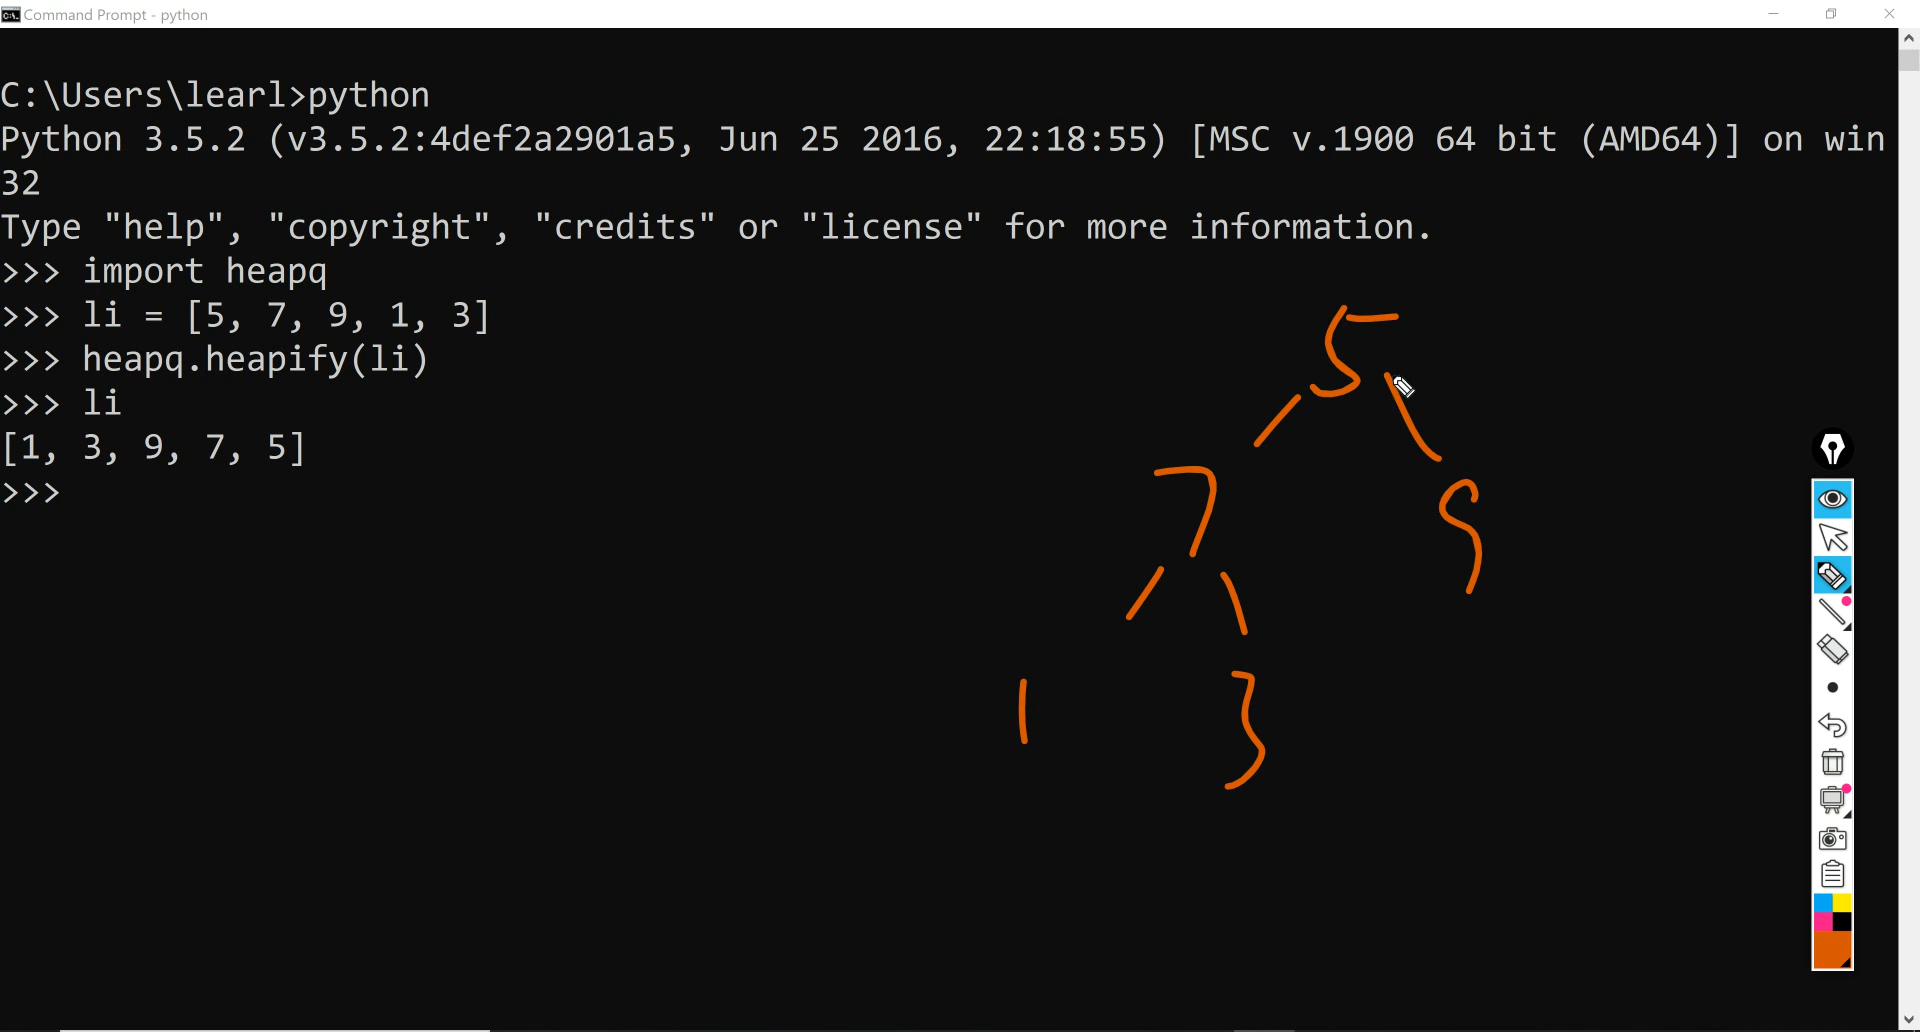 Command Prompt - python
C:\Users\learl>python
Python 3.5.2 (v3.5.2:4def2a2901a5, Jun 25 2016, 22:18:55) [MSC v.1900 64 bit (AMD64)] on win
32
Type "help", "copyright", "credits" or "license" for more information.
>>> import heapq
>>> li = [5, 7, 9, 1, 3]
>>> heapq.heapify(li)
>>> li
[1, 3, 9, 7, 5]
>>>
5
7 9
1 3